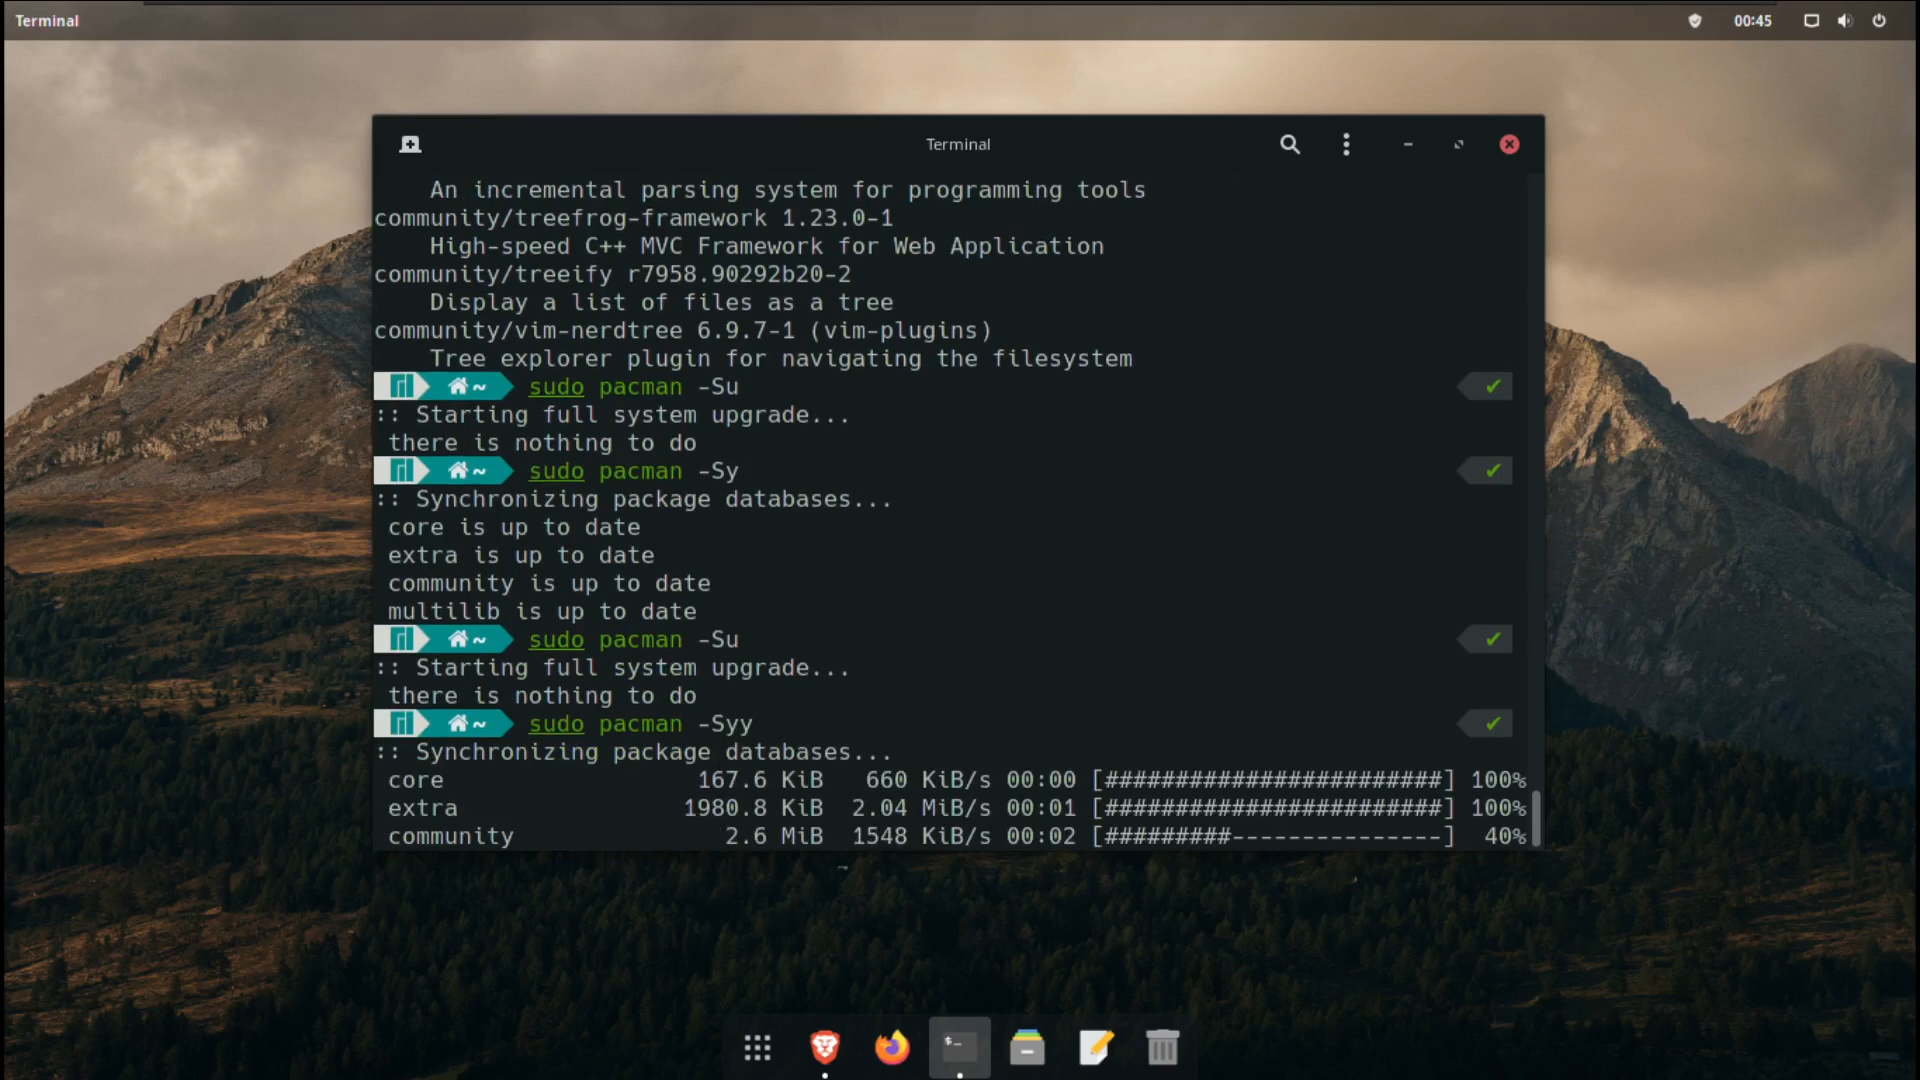 Terminal
00:45
Terminal
An incremental parsing system for programming tools
community/treefrog-framework 1.23.0-1
High-speed C++ MVC Framework for Web Application
community/treeify r7958.90292b20-2
Display a list of files as a tree
community/vim-nerdtree 6.9.7-1 (vim-plugins)
Tree explorer plugin for navigating the filesystem
~ sudo pacman -Su ✔
:: Starting full system upgrade...
there is nothing to do
~ sudo pacman -Sy ✔
:: Synchronizing package databases...
core is up to date
extra is up to date
community is up to date
multilib is up to date
~ sudo pacman -Su ✔
:: Starting full system upgrade...
there is nothing to do
~ sudo pacman -Syy ✔
:: Synchronizing package databases...
core 167.6 KiB 660 KiB/s 00:00 [########################] 100%
extra 1980.8 KiB 2.04 MiB/s 00:01 [########################] 100%
community 2.6 MiB 1548 KiB/s 00:02 [#########---------------] 40%
$_